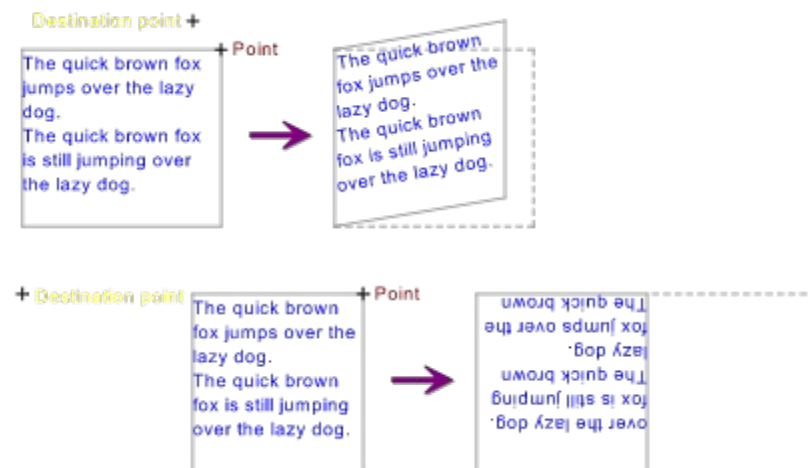 Destination point
Point
The quick brown fox
jumps over the lazy
dog.
The quick brown fox
is still jumping over
the lazy dog.
The quick brown
fox jumps over the
lazy dog.
The quick brown
fox is still jumping
over the lazy dog.
Destination point
Point
The quick brown
fox jumps over the
lazy dog.
The quick brown
fox is still jumping
over the lazy dog.
The quick brown
fox jumps over the
lazy dog.
The quick brown
fox is still jumping
over the lazy dog.